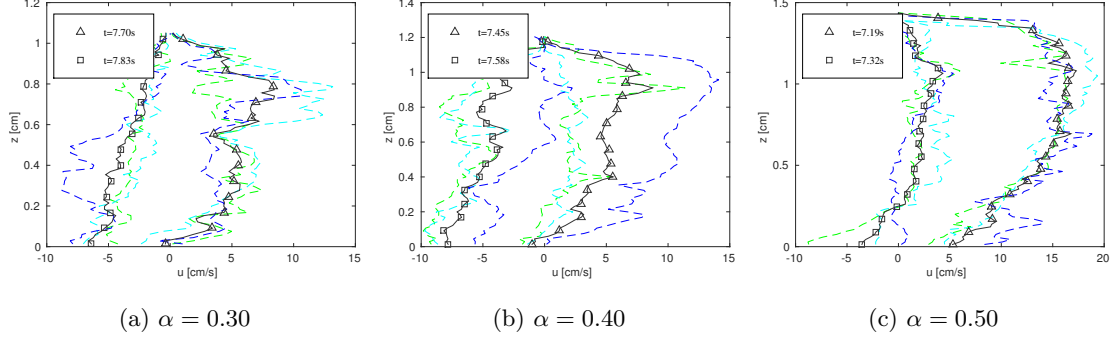 1.2
1
0.8
0.6
0.4
0.2
0
z [cm]
t=7.70s
t=7.83s
-10 -5 0 5 10 15
u [cm/s]
(a) α = 0.30
1.4
1.2
1
0.8
0.6
0.4
0.2
0
z [cm]
t=7.45s
t=7.58s
-10 -5 0 5 10 15
u [cm/s]
(b) α = 0.40
1.5
1
0.5
0
z [cm]
t=7.19s
t=7.32s
-10 -5 0 5 10 15 20
u [cm/s]
(c) α = 0.50